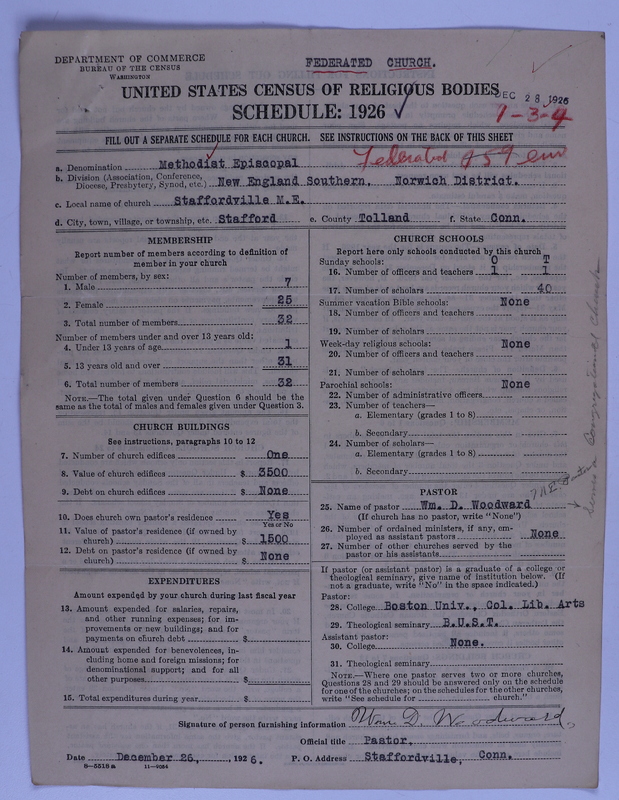 DEPARTMENT OF COMMERCE
BUREAU OF THE CENSUS
WASHINGTON
FEDERATED CHURCH.
UNITED STATES CENSUS OF RELIGIOUS BODIES
DEC 28 1926
SCHEDULE: 1926
1-3-4
FILL OUT A SEPARATE SCHEDULE FOR EACH CHURCH. SEE INSTRUCTIONS ON THE BACK OF THIS SHEET
Federated
a. Denomination Methodist Episcopal
b. Division (Association, Conference, Diocese, Presbytery, Synod, etc.) New England Southern, Norwich District.
c. Local name of church Staffordville M.E.
d. City, town, village, or township, etc. Stafford e. County Tolland f. State Conn.
MEMBERSHIP
Report number of members according to definition of
member in your church
Number of members, by sex:
1. Male 7
2. Female 25
3. Total number of members 32
Number of members under and over 13 years old:
4. Under 13 years of age 1
5. 13 years old and over 31
6. Total number of members 32
NOTE.—The total given under Question 6 should be the
same as the total of males and females given under Question 3.
CHURCH BUILDINGS
See instructions, paragraphs 10 to 12
7. Number of church edifices One
8. Value of church edifices $ 3500
9. Debt on church edifices $ None
10. Does church own pastor's residence Yes
Yes or No
11. Value of pastor's residence (if owned by
church) $ 1500
12. Debt on pastor's residence (if owned by
church) $ None
EXPENDITURES
Amount expended by your church during last fiscal year
13. Amount expended for salaries, repairs,
and other running expenses; for im-
provements or new buildings; and for
payments on church debt $
14. Amount expended for benevolences, in-
cluding home and foreign missions; for
denominational support; and for all
other purposes $
15. Total expenditures during year $
CHURCH SCHOOLS
Report here only schools conducted by this church
Sunday schools: O T
16. Number of officers and teachers 1 1
17. Number of scholars 40
Summer vacation Bible schools: None
18. Number of officers and teachers
19. Number of scholars
Week-day religious schools: None
20. Number of officers and teachers
21. Number of scholars
Parochial schools: None
22. Number of administrative officers
23. Number of teachers—
a. Elementary (grades 1 to 8)
b. Secondary
24. Number of scholars—
a. Elementary (grades 1 to 8)
b. Secondary
PASTOR
25. Name of pastor Wm. D. Woodward
(If church has no pastor, write "None")
26. Number of ordained ministers, if any, em-
ployed as assistant pastors None
27. Number of other churches served by the
pastor or his assistants
If pastor (or assistant pastor) is a graduate of a college or
theological seminary, give name of institution below. (If
not a graduate, write "No" in the space indicated.)
Pastor:
28. College Boston Univ., Col. Lib. Arts
29. Theological seminary B.U.S.T.
Assistant pastor:
30. College None.
31. Theological seminary
NOTE.—Where one pastor serves two or more churches,
Questions 28 and 29 should be answered only on the schedule
for one of the churches; on the schedules for the other churches,
write "See schedule for church."
Signature of person furnishing information Wm D. Woodward,
Official title Pastor,
Date December 26, 1926. P. O. Address Staffordville, Conn.
8—5518 a 11—9054